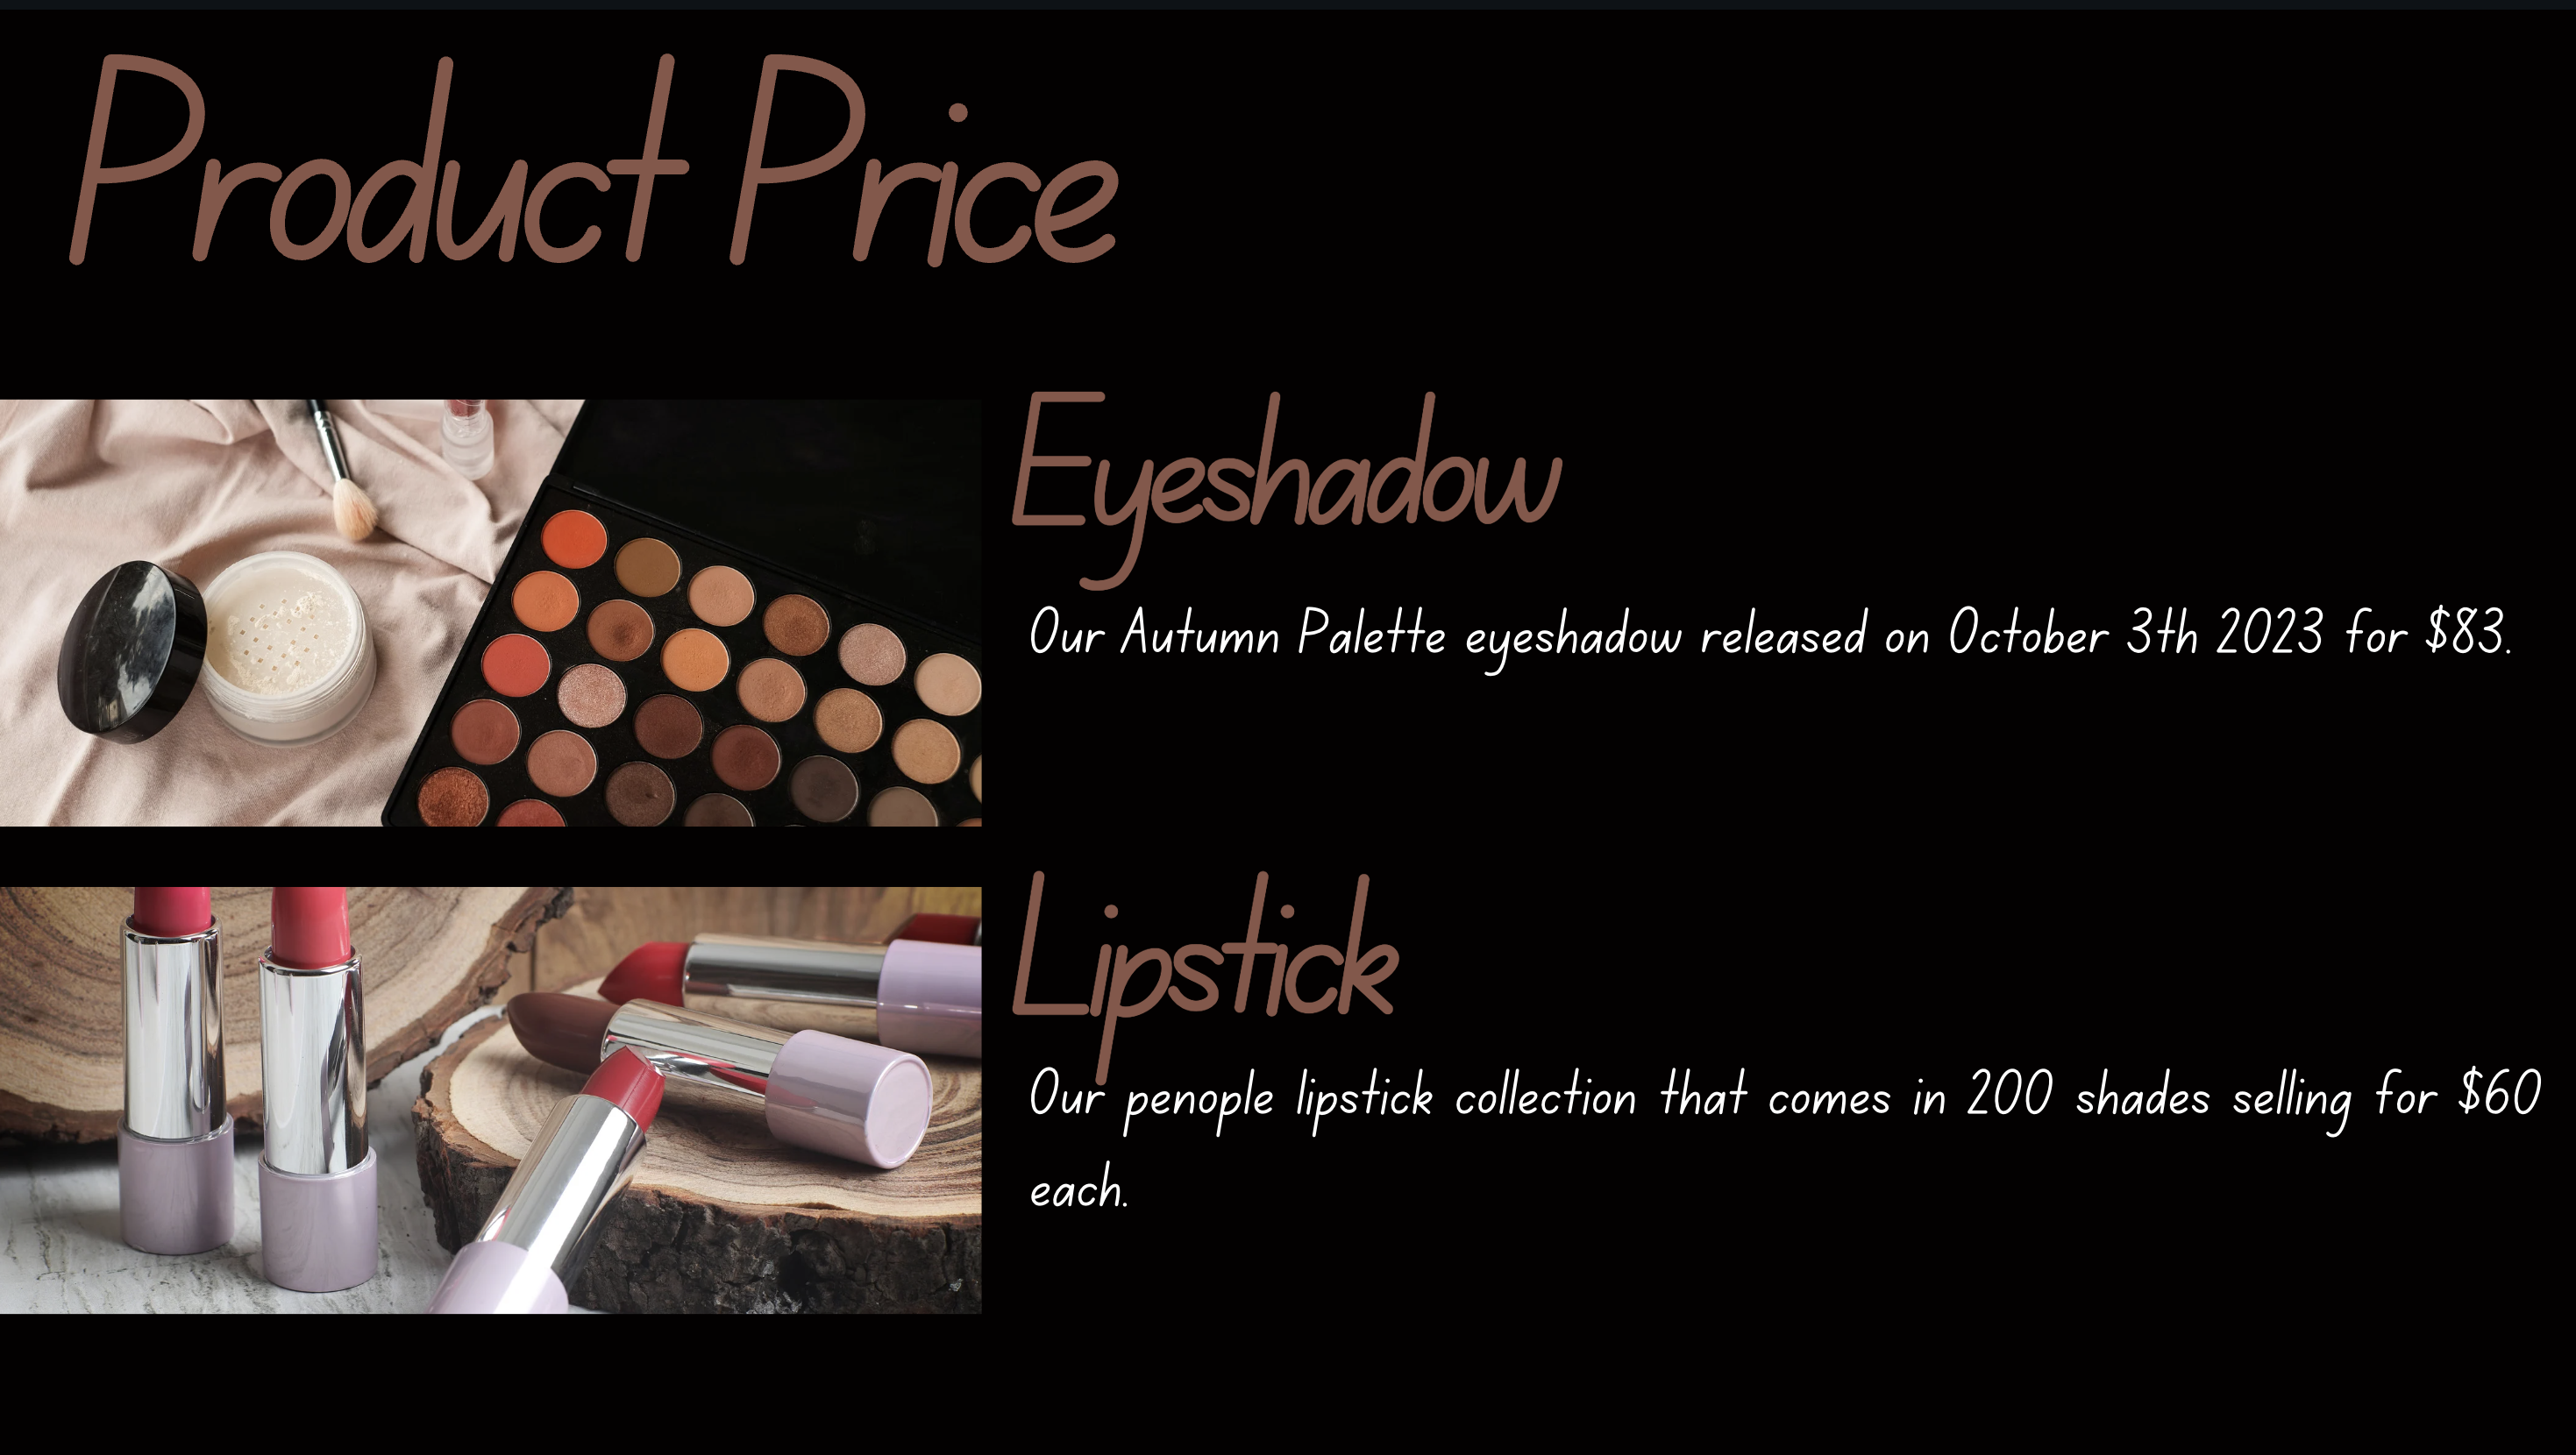 Product Price
Eyeshadow
Our Autumn Palette eyeshadow released on October 3th 2023 for $83.
Lipstick
Our penople lipstick collection that comes in 200 shades selling for $60
each.